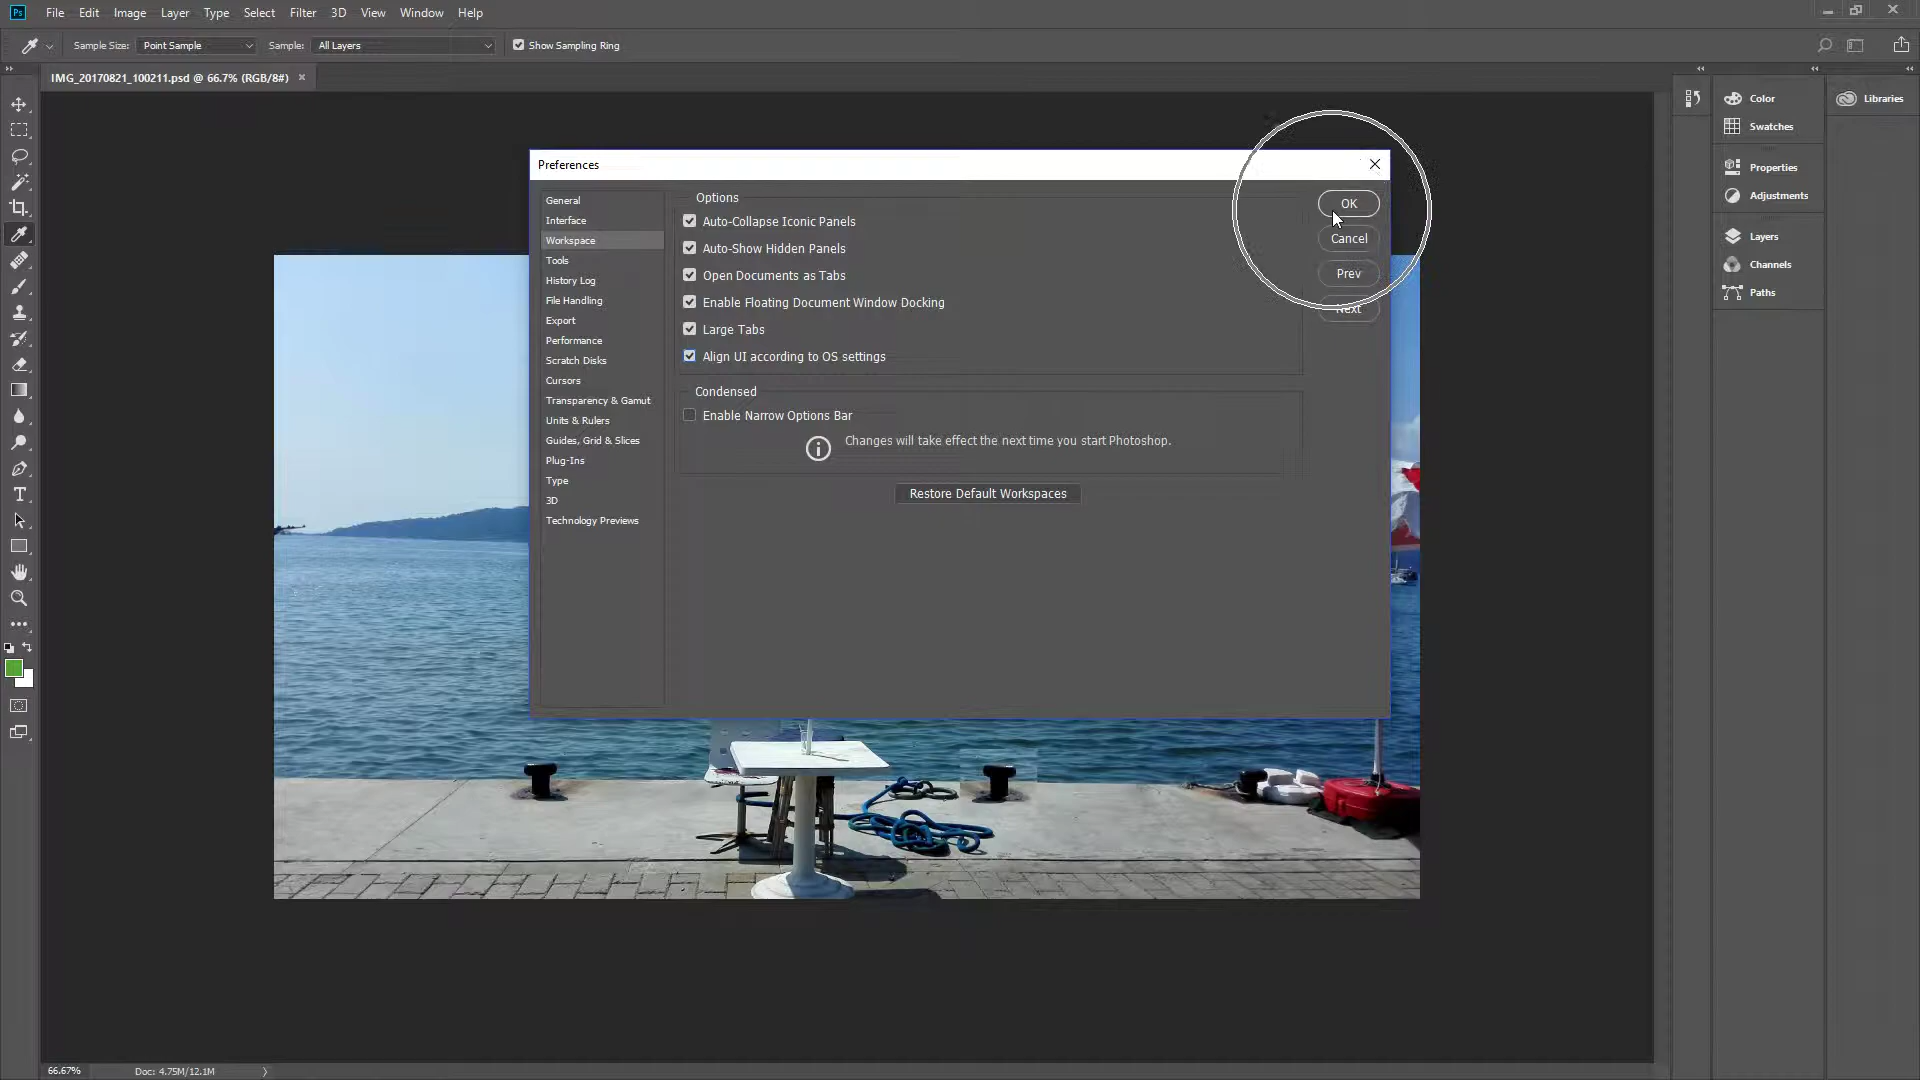 Ps File Edit Image Layer Type Select Filter 3D View Window Help
Sample Size: Point Sample Sample: All Layers Show Sampling Ring
IMG_20170821_100211.psd @ 66.7% (RGB/8#)
Color
Swatches
Properties
Adjustments
Layers
Channels
Paths
Libraries
Preferences
General
Interface
Workspace
Tools
History Log
File Handling
Export
Performance
Scratch Disks
Cursors
Transparency & Gamut
Units & Rulers
Guides, Grid & Slices
Plug-Ins
Type
3D
Technology Previews
Options
Auto-Collapse Iconic Panels
Auto-Show Hidden Panels
Open Documents as Tabs
Enable Floating Document Window Docking
Large Tabs
Align UI according to OS settings
Condensed
Enable Narrow Options Bar
Changes will take effect the next time you start Photoshop.
Restore Default Workspaces
OK
Cancel
Prev
Next
66.67% Doc: 4.75M/12.1M